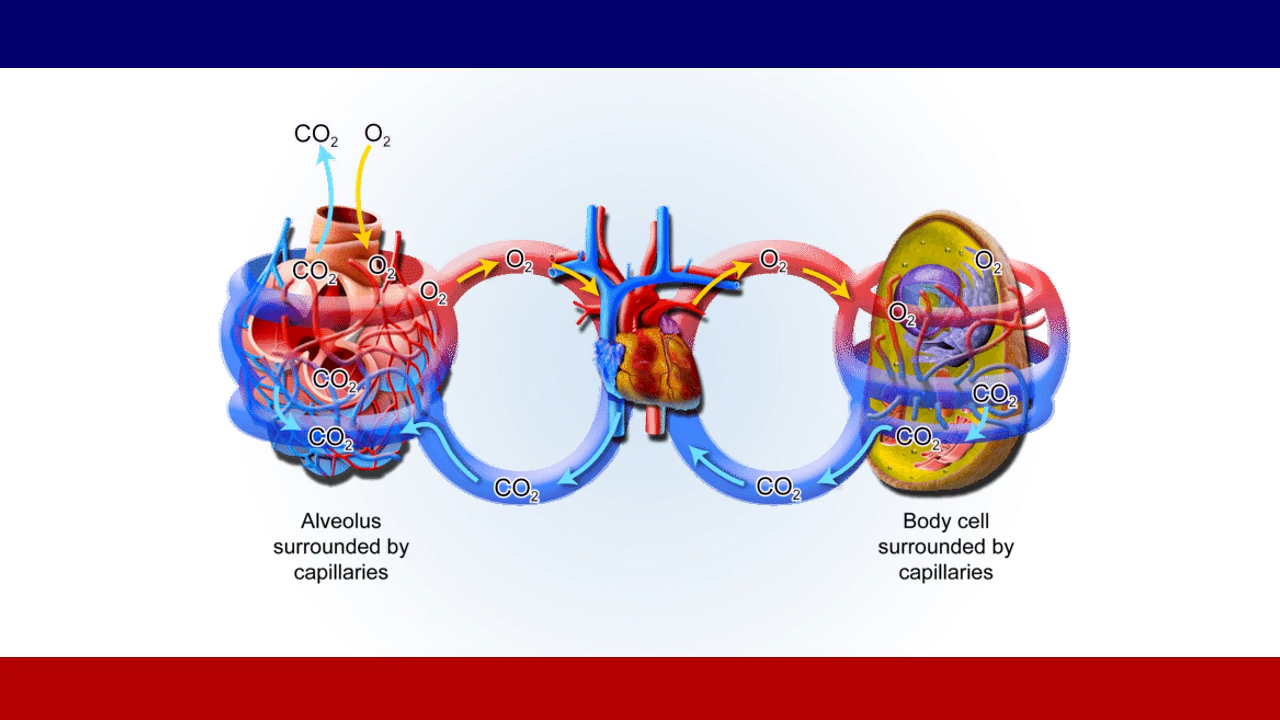 CO₂ O₂
CO₂ O₂ O₂ O₂ O₂ O₂
O₂
CO₂ CO₂
CO₂ CO₂
CO₂ CO₂
Alveolus
surrounded by
capillaries
Body cell
surrounded by
capillaries